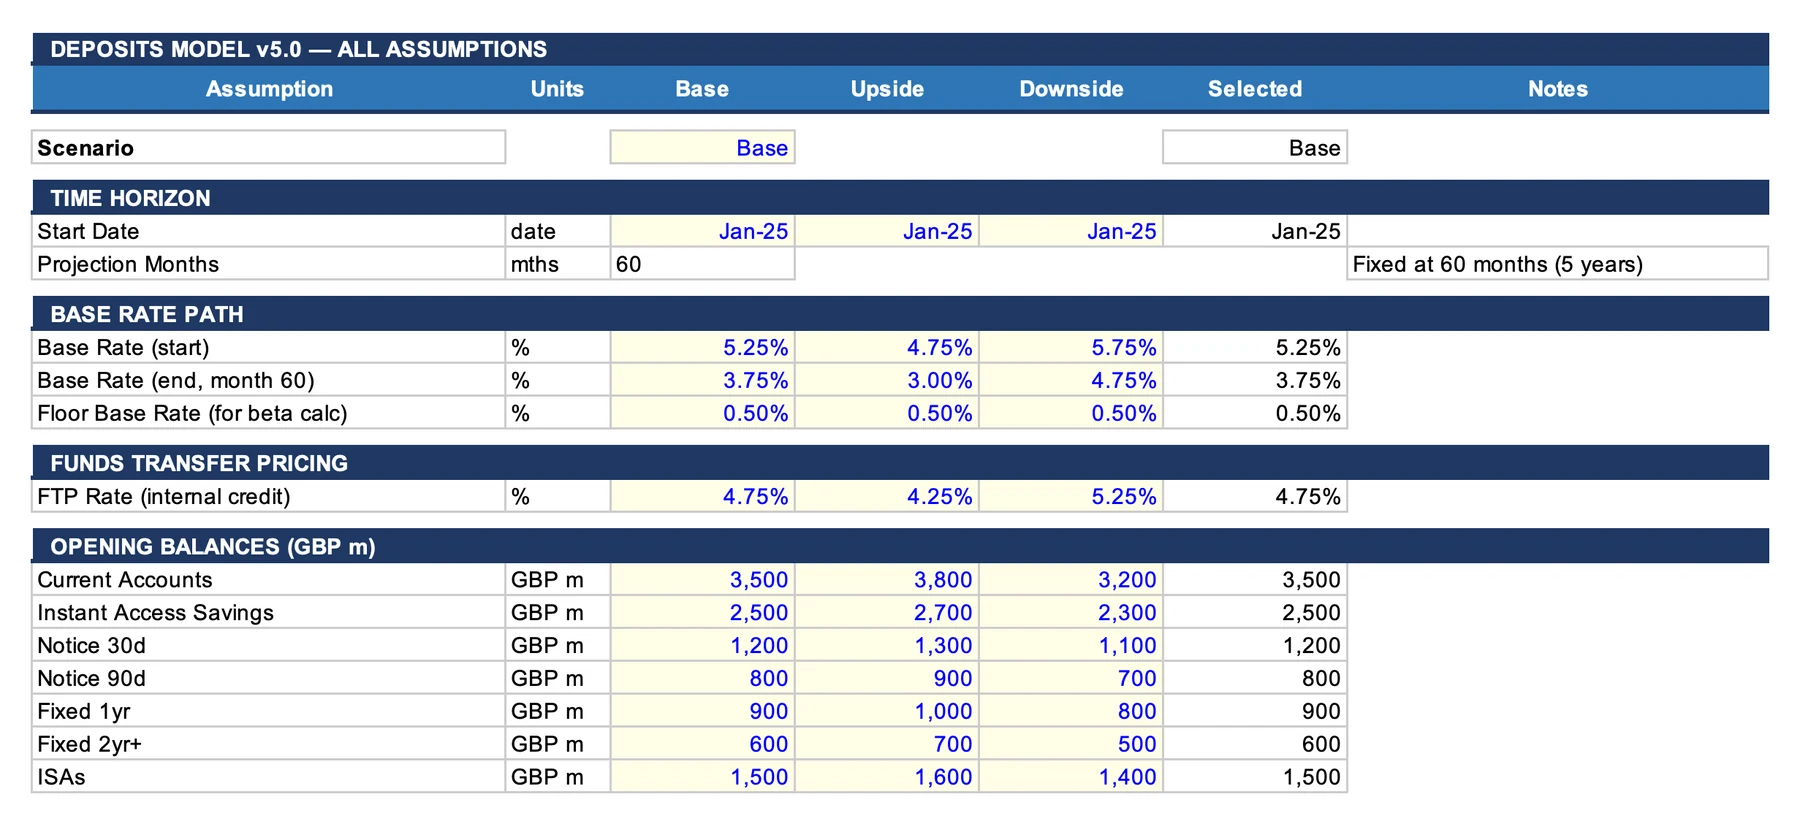 DEPOSITS MODEL v5.0 — ALL ASSUMPTIONS
Assumption Units Base Upside Downside Selected Notes
Scenario Base Base
TIME HORIZON
Start Date date Jan-25 Jan-25 Jan-25 Jan-25
Projection Months mths 60 Fixed at 60 months (5 years)
BASE RATE PATH
Base Rate (start) % 5.25% 4.75% 5.75% 5.25%
Base Rate (end, month 60) % 3.75% 3.00% 4.75% 3.75%
Floor Base Rate (for beta calc) % 0.50% 0.50% 0.50% 0.50%
FUNDS TRANSFER PRICING
FTP Rate (internal credit) % 4.75% 4.25% 5.25% 4.75%
OPENING BALANCES (GBP m)
Current Accounts GBP m 3,500 3,800 3,200 3,500
Instant Access Savings GBP m 2,500 2,700 2,300 2,500
Notice 30d GBP m 1,200 1,300 1,100 1,200
Notice 90d GBP m 800 900 700 800
Fixed 1yr GBP m 900 1,000 800 900
Fixed 2yr+ GBP m 600 700 500 600
ISAs GBP m 1,500 1,600 1,400 1,500